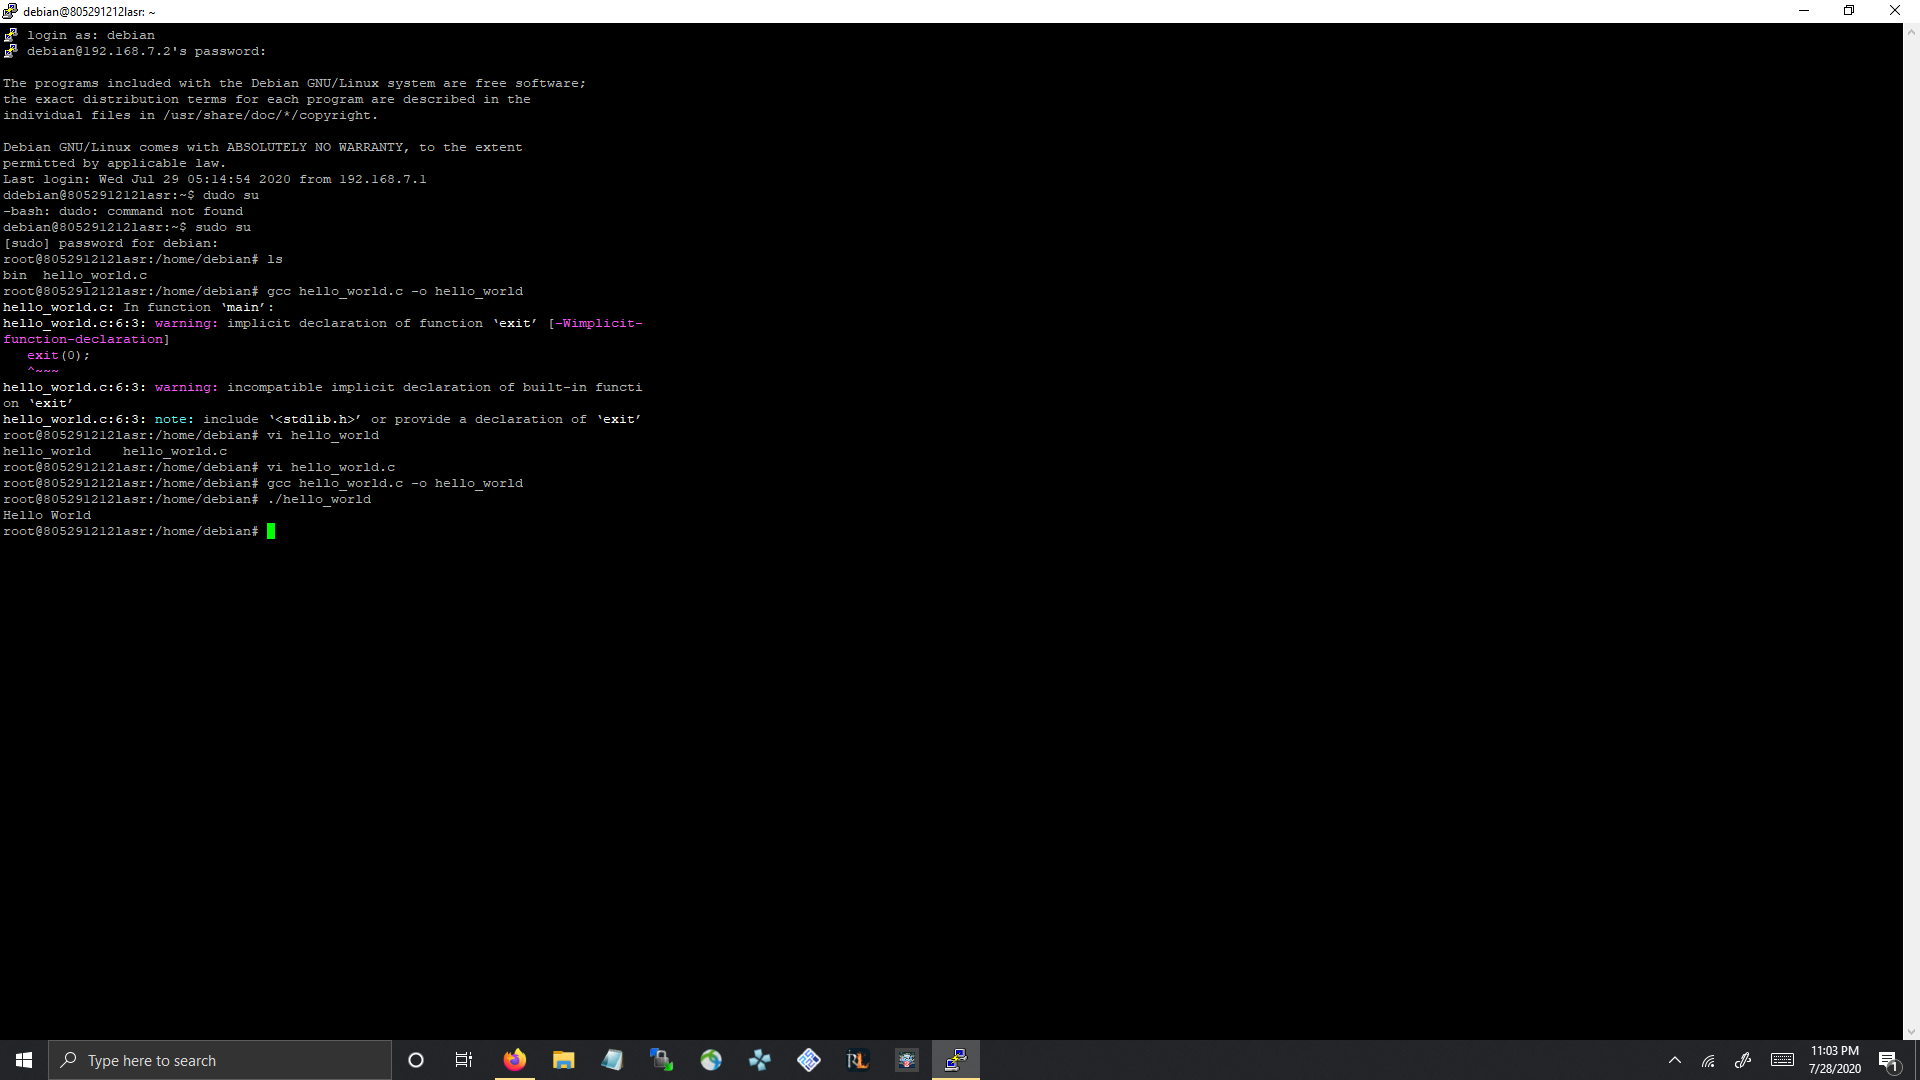 debian@805291212lasr: ~
login as: debian
debian@192.168.7.2's password:
The programs included with the Debian GNU/Linux system are free software;
the exact distribution terms for each program are described in the
individual files in /usr/share/doc/*/copyright.
Debian GNU/Linux comes with ABSOLUTELY NO WARRANTY, to the extent
permitted by applicable law.
Last login: Wed Jul 29 05:14:54 2020 from 192.168.7.1
ddebian@805291212lasr:~$ dudo su
-bash: dudo: command not found
debian@805291212lasr:~$ sudo su
[sudo] password for debian:
root@805291212lasr:/home/debian# ls
bin  hello_world.c
root@805291212lasr:/home/debian# gcc hello_world.c -o hello_world
hello_world.c: In function ‘main’:
hello_world.c:6:3: warning: implicit declaration of function ‘exit’ [-Wimplicit-
function-declaration]
   exit(0);
   ^~~~
hello_world.c:6:3: warning: incompatible implicit declaration of built-in functi
on ‘exit’
hello_world.c:6:3: note: include ‘<stdlib.h>’ or provide a declaration of ‘exit’
root@805291212lasr:/home/debian# vi hello_world
hello_world    hello_world.c
root@805291212lasr:/home/debian# vi hello_world.c
root@805291212lasr:/home/debian# gcc hello_world.c -o hello_world
root@805291212lasr:/home/debian# ./hello_world
Hello World
root@805291212lasr:/home/debian#
Type here to search
RL
11:03 PM
7/28/2020
1